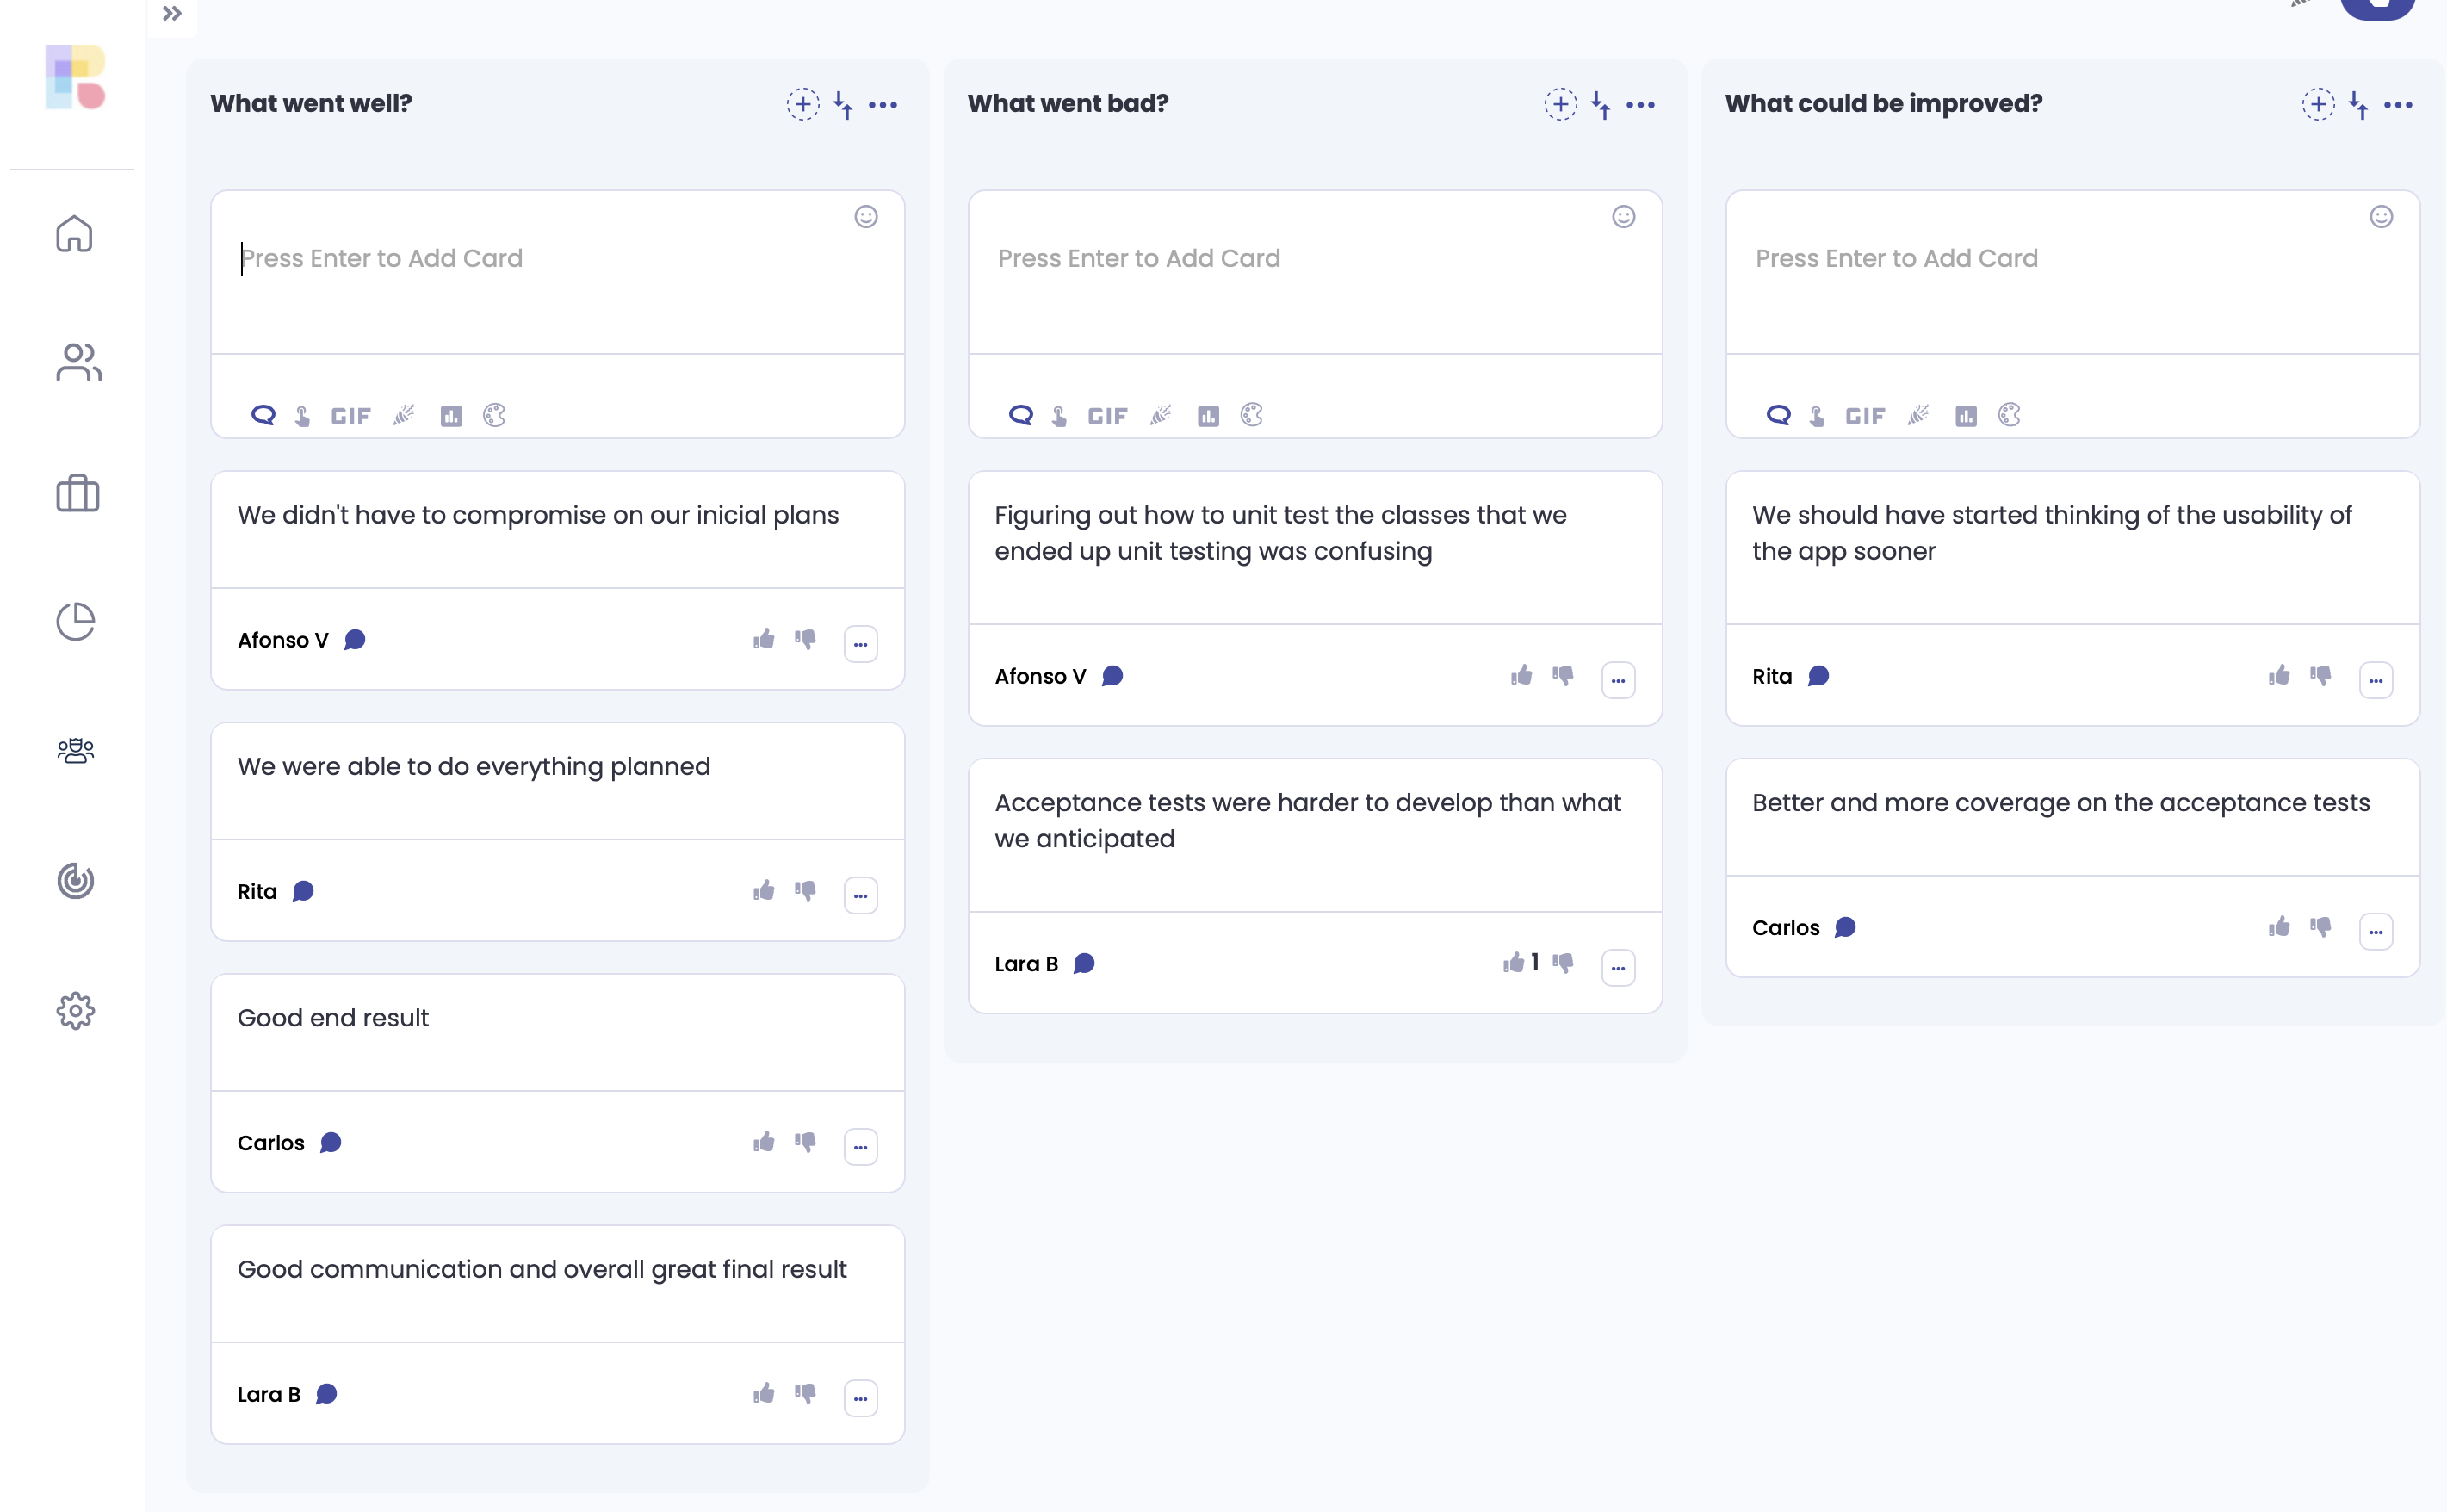 What went well?
Press Enter to Add Card
GIF
We didn't have to compromise on our inicial plans
Afonso V
We were able to do everything planned
Rita
Good end result
Carlos
Good communication and overall great final result
Lara B
What went bad?
Press Enter to Add Card
GIF
Figuring out how to unit test the classes that we
ended up unit testing was confusing
Afonso V
Acceptance tests were harder to develop than what
we anticipated
Lara B
1
What could be improved?
Press Enter to Add Card
GIF
We should have started thinking of the usability of
the app sooner
Rita
Better and more coverage on the acceptance tests
Carlos